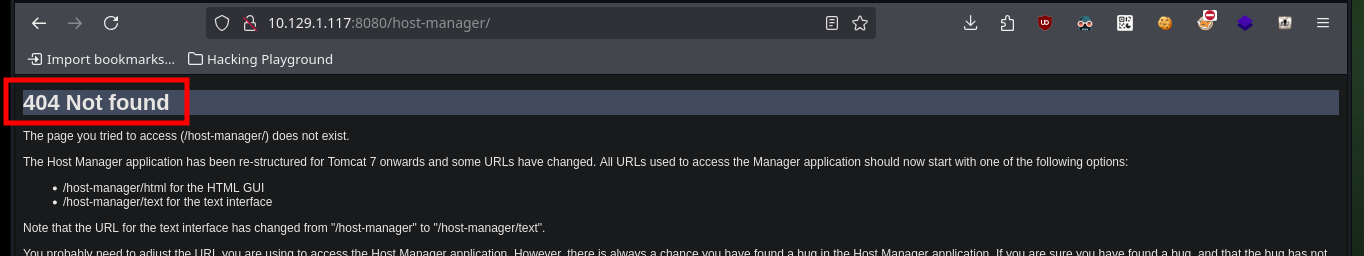 10.129.1.117:8080/host-manager/
Import bookmarks... Hacking Playground
404 Not found
The page you tried to access (/host-manager/) does not exist.
The Host Manager application has been re-structured for Tomcat 7 onwards and some URLs have changed. All URLs used to access the Manager application should now start with one of the following options:
• /host-manager/html for the HTML GUI
• /host-manager/text for the text interface
Note that the URL for the text interface has changed from "/host-manager" to "/host-manager/text".
You probably need to adjust the URL you are using to access the Host Manager application. However, there is always a chance you have found a bug in the Host Manager application. If you are sure you have found a bug, and that the bug has not